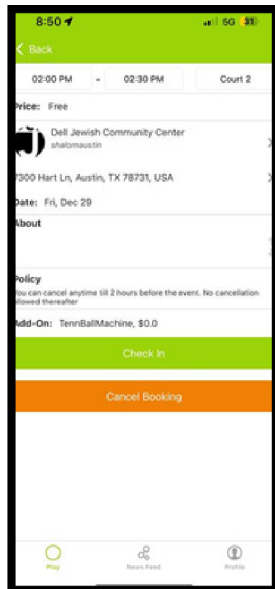 8:50
5G 31
Back
02:00 PM - 02:30 PM Court 2
Price: Free
Dell Jewish Community Center
shalomaustin
7300 Hart Ln, Austin, TX 78731, USA
Date: Fri, Dec 29
About
Policy
You can cancel anytime till 2 hours before the event. No cancellation
allowed thereafter
Add-On: TennBallMachine, $0.0
Check In
Cancel Booking
Play News Feed Profile